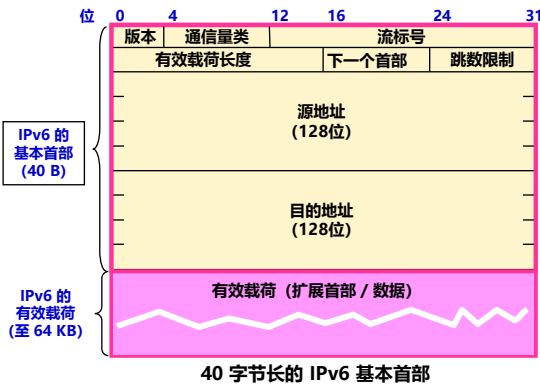 位 0 4 12 16 24 31
版本 通信量类 流标号
有效载荷长度 下一个首部 跳数限制
源地址
(128位)
IPv6 的
基本首部
(40 B)
目的地址
(128位)
有效载荷（扩展首部 / 数据）
IPv6 的
有效载荷
(至 64 KB)
40 字节长的 IPv6 基本首部